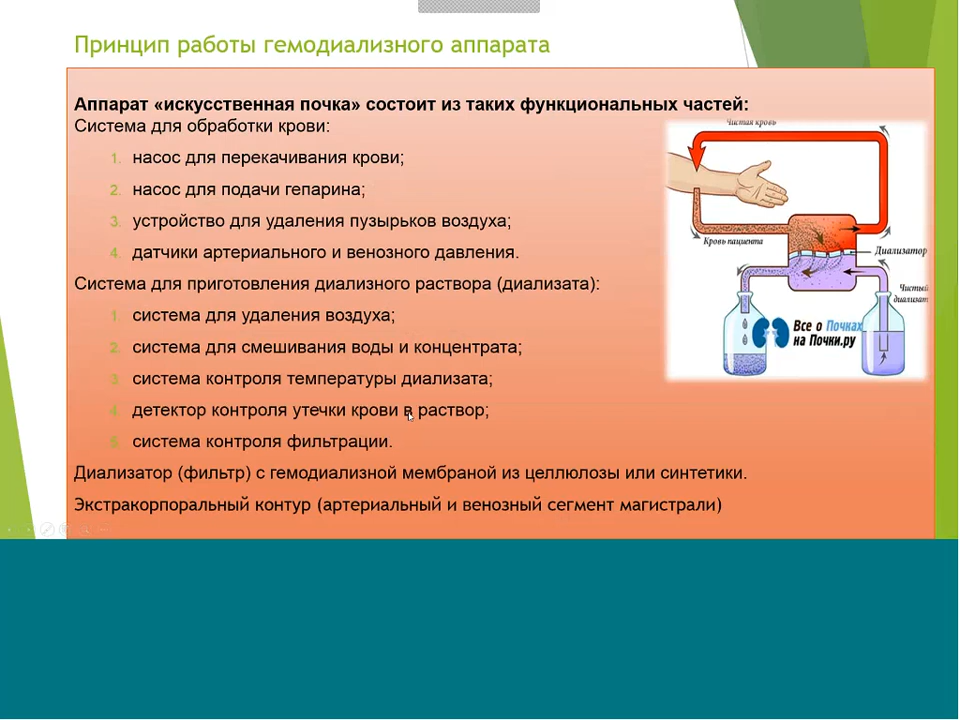 Принцип работы гемодиализного аппарата
Аппарат «искусственная почка» состоит из таких функциональных частей:
Система для обработки крови:
1. насос для перекачивания крови;
2. насос для подачи гепарина;
3. устройство для удаления пузырьков воздуха;
4. датчики артериального и венозного давления.
Система для приготовления диализного раствора (диализата):
1. система для удаления воздуха;
2. система для смешивания воды и концентрата;
3. система контроля температуры диализата;
4. детектор контроля утечки крови в раствор;
5. система контроля фильтрации.
Диализатор (фильтр) с гемодиализной мембраной из целлюлозы или синтетики.
Экстракорпоральный контур (артериальный и венозный сегмент магистрали)
Чистая кровь
Кровь пациента
Диализатор
Чистый
диализат
Все о Почках
на Почки.ру